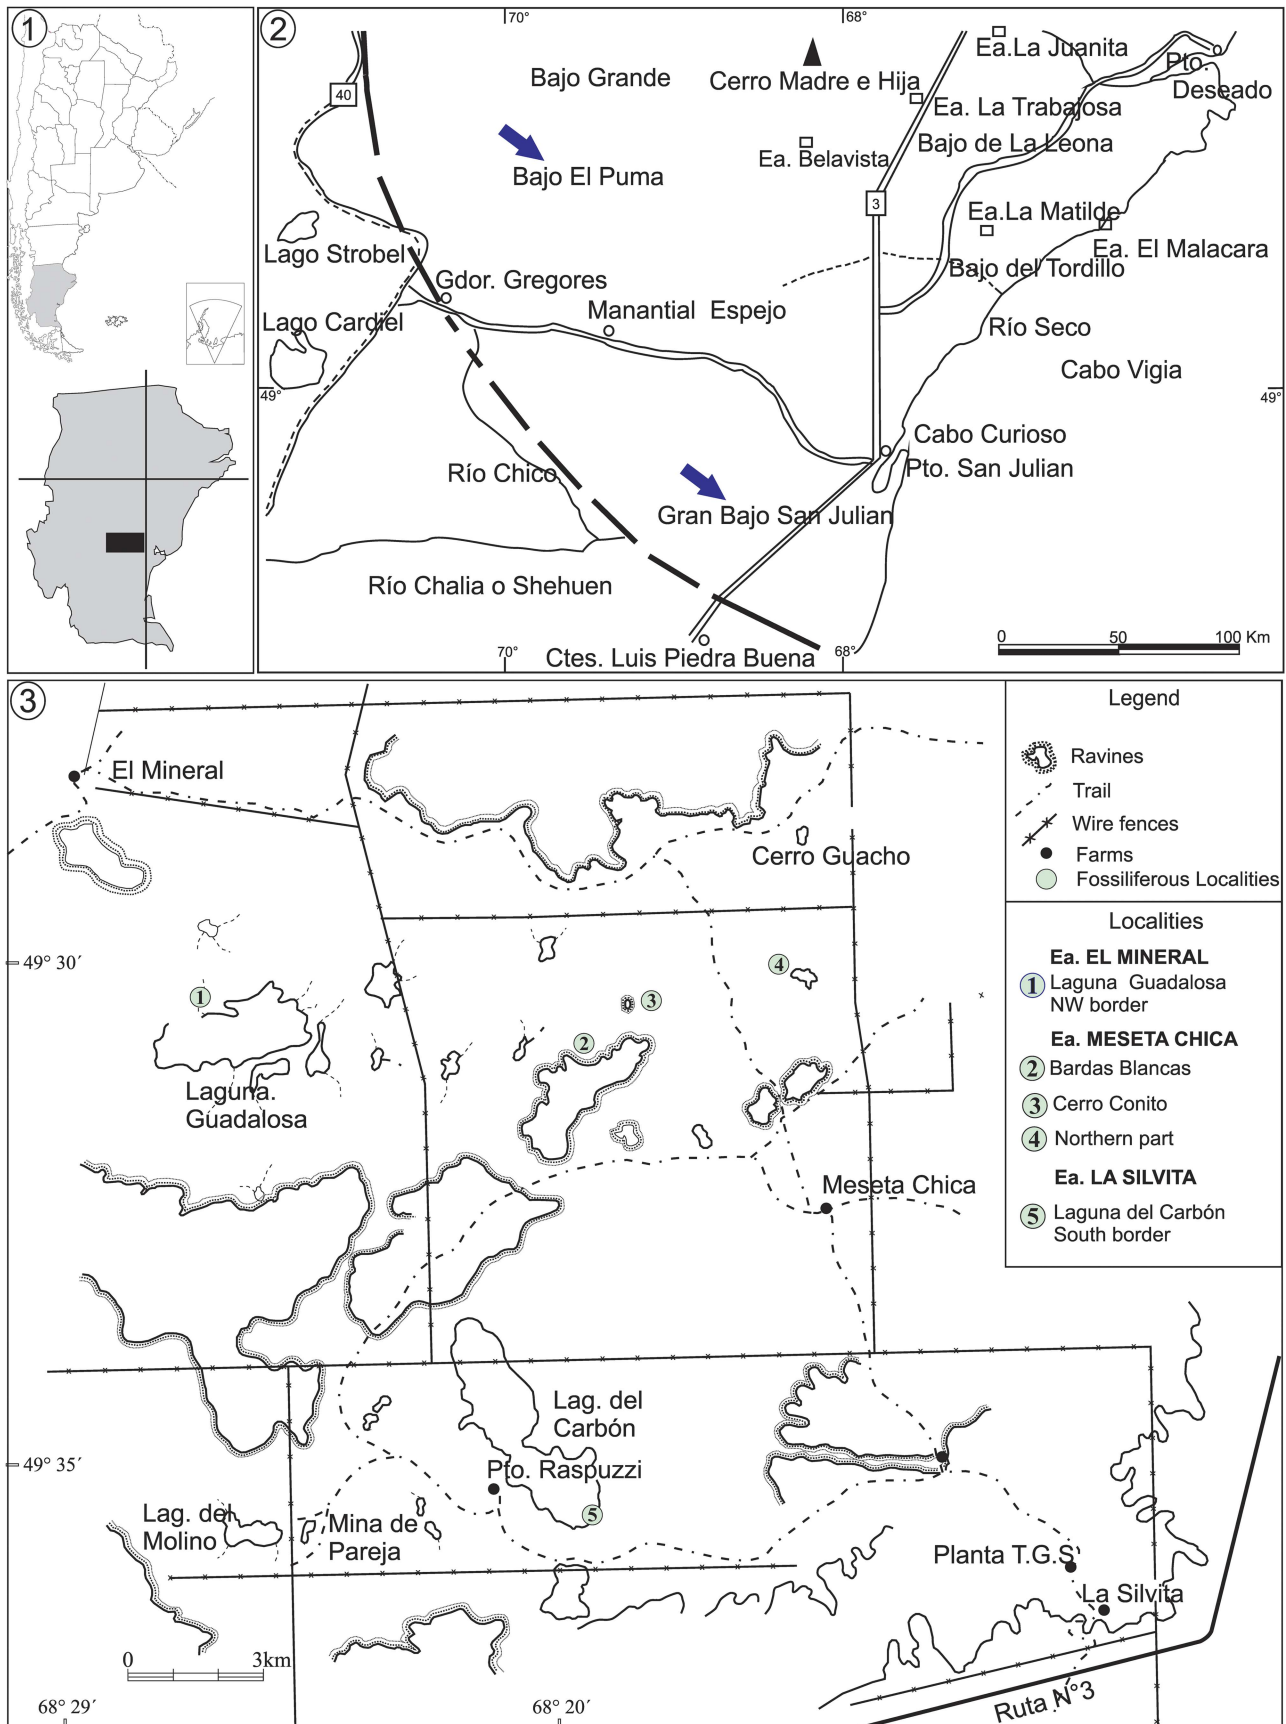 1
2
70°
68°
Ea.La Juanita
Pto.
Deseado
Bajo Grande
Cerro Madre e Hija
40
Ea. La Trabajosa
Bajo de La Leona
Ea. Belavista
Bajo El Puma
3
Ea.La Matilde
Lago Strobel
Ea. El Malacara
Bajo del Tordillo
Gdor. Gregores
Manantial Espejo
Lago Cardiel
Río Seco
Cabo Vigia
49°
49°
Cabo Curioso
Río Chico
Pto. San Julian
Gran Bajo San Julian
Río Chalia o Shehuen
0 50 100 Km
70°
68°
Ctes. Luis Piedra Buena
3
El Mineral
Cerro Guacho
49° 30´
4
1
3
2
Laguna.
Guadalosa
Meseta Chica
Lag. del
Carbón
49° 35´
Pto. Raspuzzi
5
Lag. del
Molino
Mina de
Pareja
Planta T.G.S
La Silvita
0 3km
Ruta N°3
68° 29´
68° 20´
Legend
Ravines
Trail
Wire fences
Farms
Fossiliferous Localities
Localities
Ea. EL MINERAL
1 Laguna Guadalosa
NW border
Ea. MESETA CHICA
2 Bardas Blancas
3 Cerro Conito
4 Northern part
Ea. LA SILVITA
5 Laguna del Carbón
South border